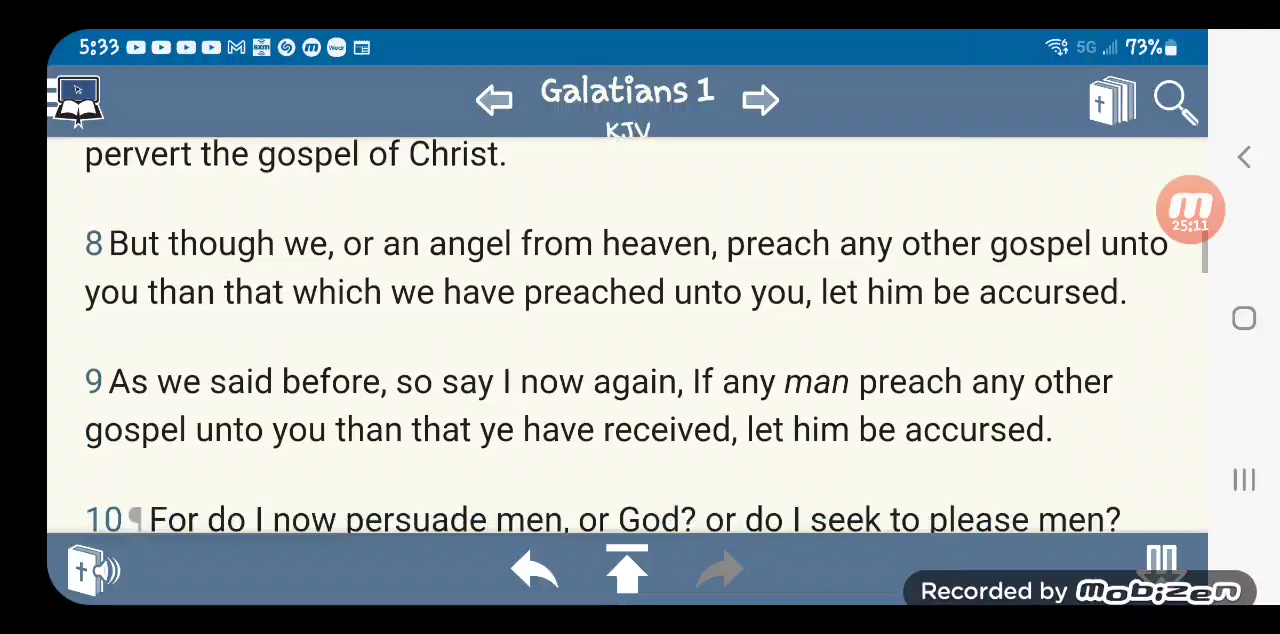 5:33
5G 73%
Galatians 1
KJV
pervert the gospel of Christ.
8 But though we, or an angel from heaven, preach any other gospel unto
you than that which we have preached unto you, let him be accursed.
9 As we said before, so say I now again, If any man preach any other
gospel unto you than that ye have received, let him be accursed.
10 ¶ For do I now persuade men, or God? or do I seek to please men?
25:11
Recorded by mobizen